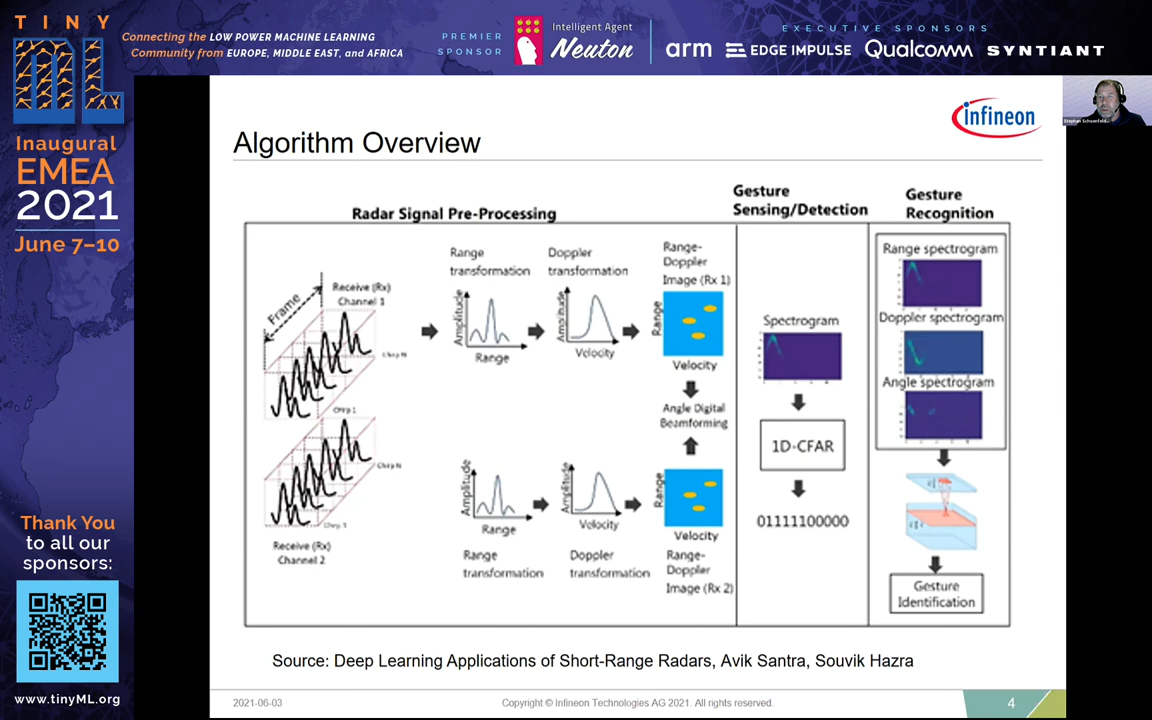 TINY
ML
Connecting the LOW POWER MACHINE LEARNING
Community from EUROPE, MIDDLE EAST, and AFRICA
PREMIER
SPONSOR
Intelligent Agent
Neuton
EXECUTIVE SPONSORS
arm
EDGE IMPULSE
Qualcomm
SYNTIANT
Inaugural
EMEA
2021
June 7–10
Thank You
to all our
sponsors:
www.tinyML.org
infineon
Algorithm Overview
Radar Signal Pre-Processing
Gesture
Sensing/Detection
Gesture
Recognition
Frame
Receive (Rx)
Channel 1
Chirp N
Chirp 1
Range
transformation
Amplitude
Range
Doppler
transformation
Amplitude
Velocity
Range-
Doppler
Image (Rx 1)
Range
Velocity
Angle Digital
Beamforming
Chirp N
Chirp 1
Receive (Rx)
Channel 2
Amplitude
Range
Range
transformation
Amplitude
Velocity
Doppler
transformation
Range
Velocity
Range-
Doppler
Image (Rx 2)
Spectrogram
1D-CFAR
01111100000
Range spectrogram
Doppler spectrogram
Angle spectrogram
Gesture
Identification
Source: Deep Learning Applications of Short-Range Radars, Avik Santra, Souvik Hazra
2021-06-03
Copyright © Infineon Technologies AG 2021. All rights reserved.
4